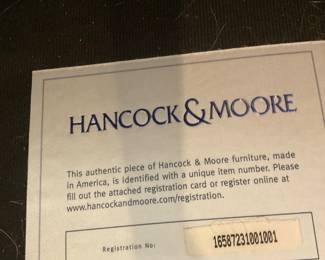 HANCOCK & MOORE
This authentic piece of Hancock & Moore furniture, made
in America, is identified with a unique item number. Please
fill out the attached registration card or register online at
www.hancockandmoore.com/registration.
Registration No: 16587231001001